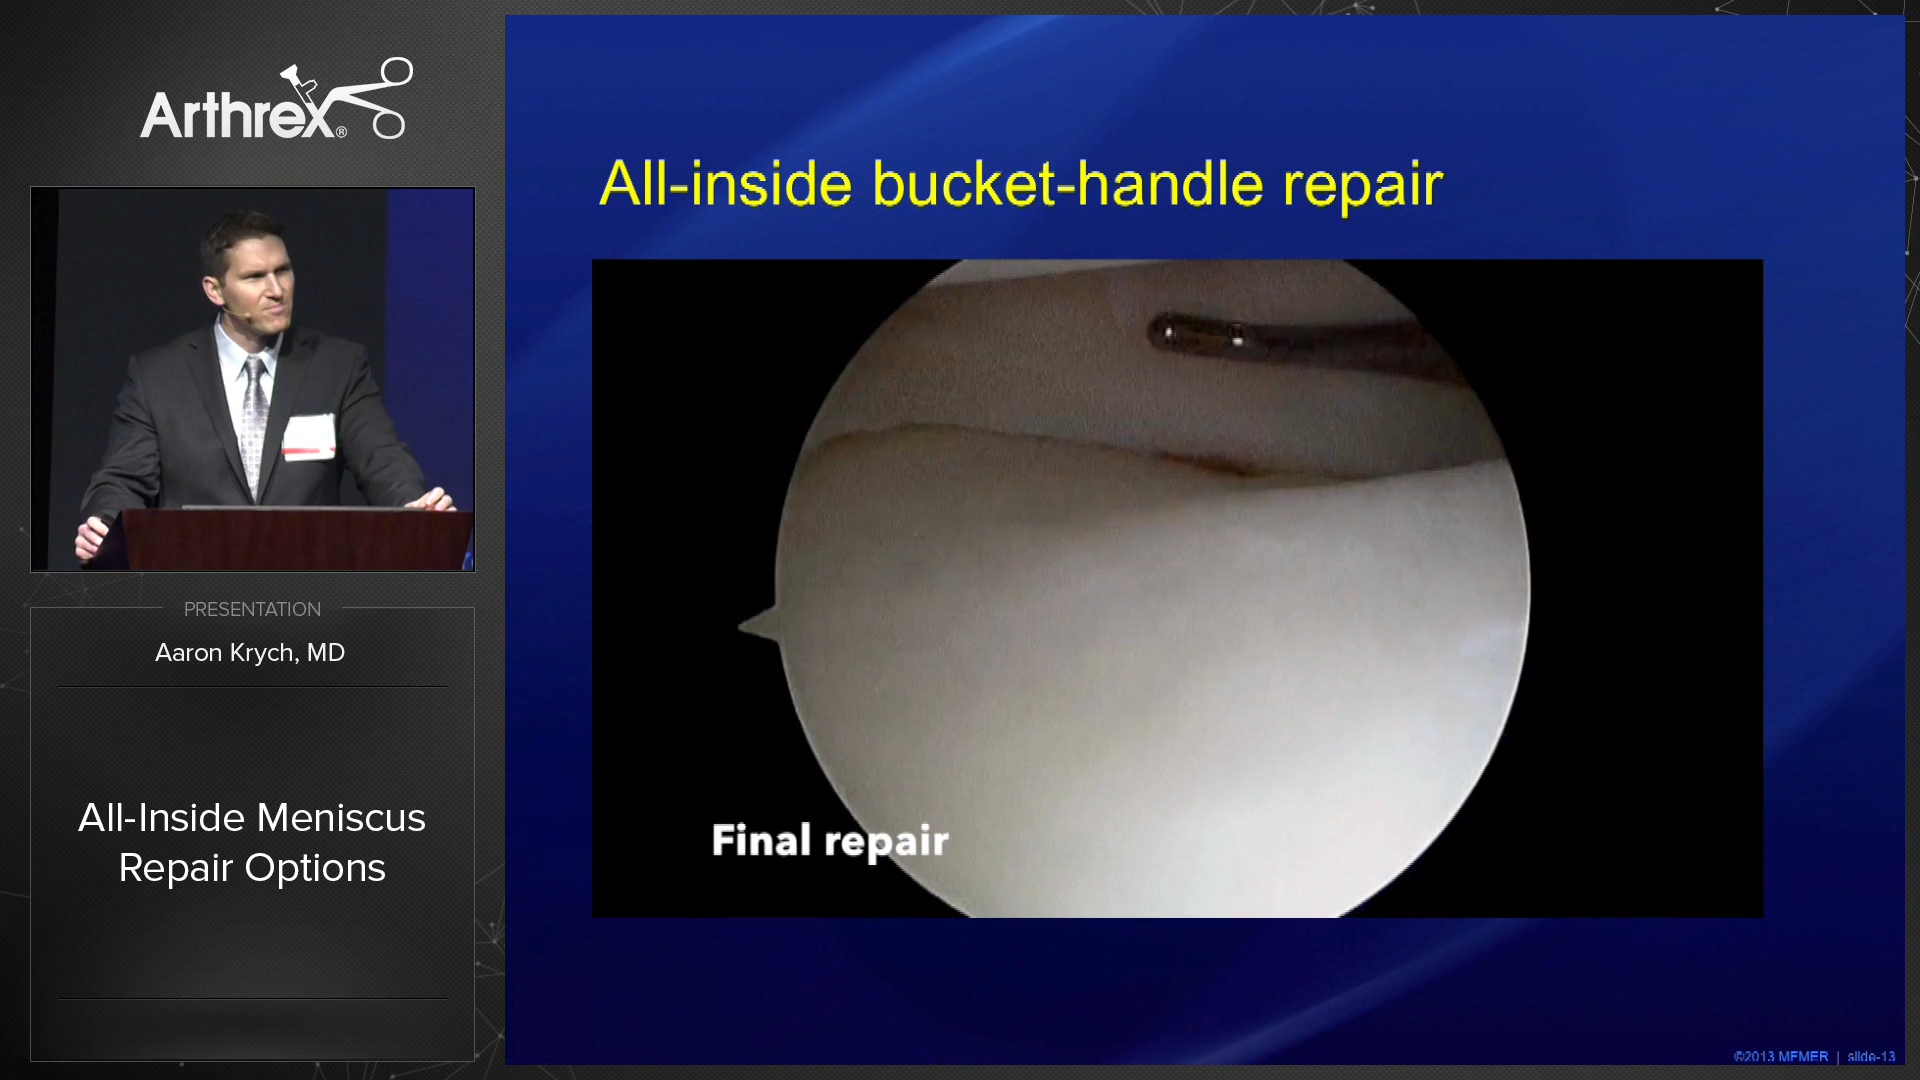 Arthrex®
PRESENTATION
Aaron Krych, MD
All-Inside Meniscus
Repair Options
All-inside bucket-handle repair
Final repair
©2013 MFMER | slide-13